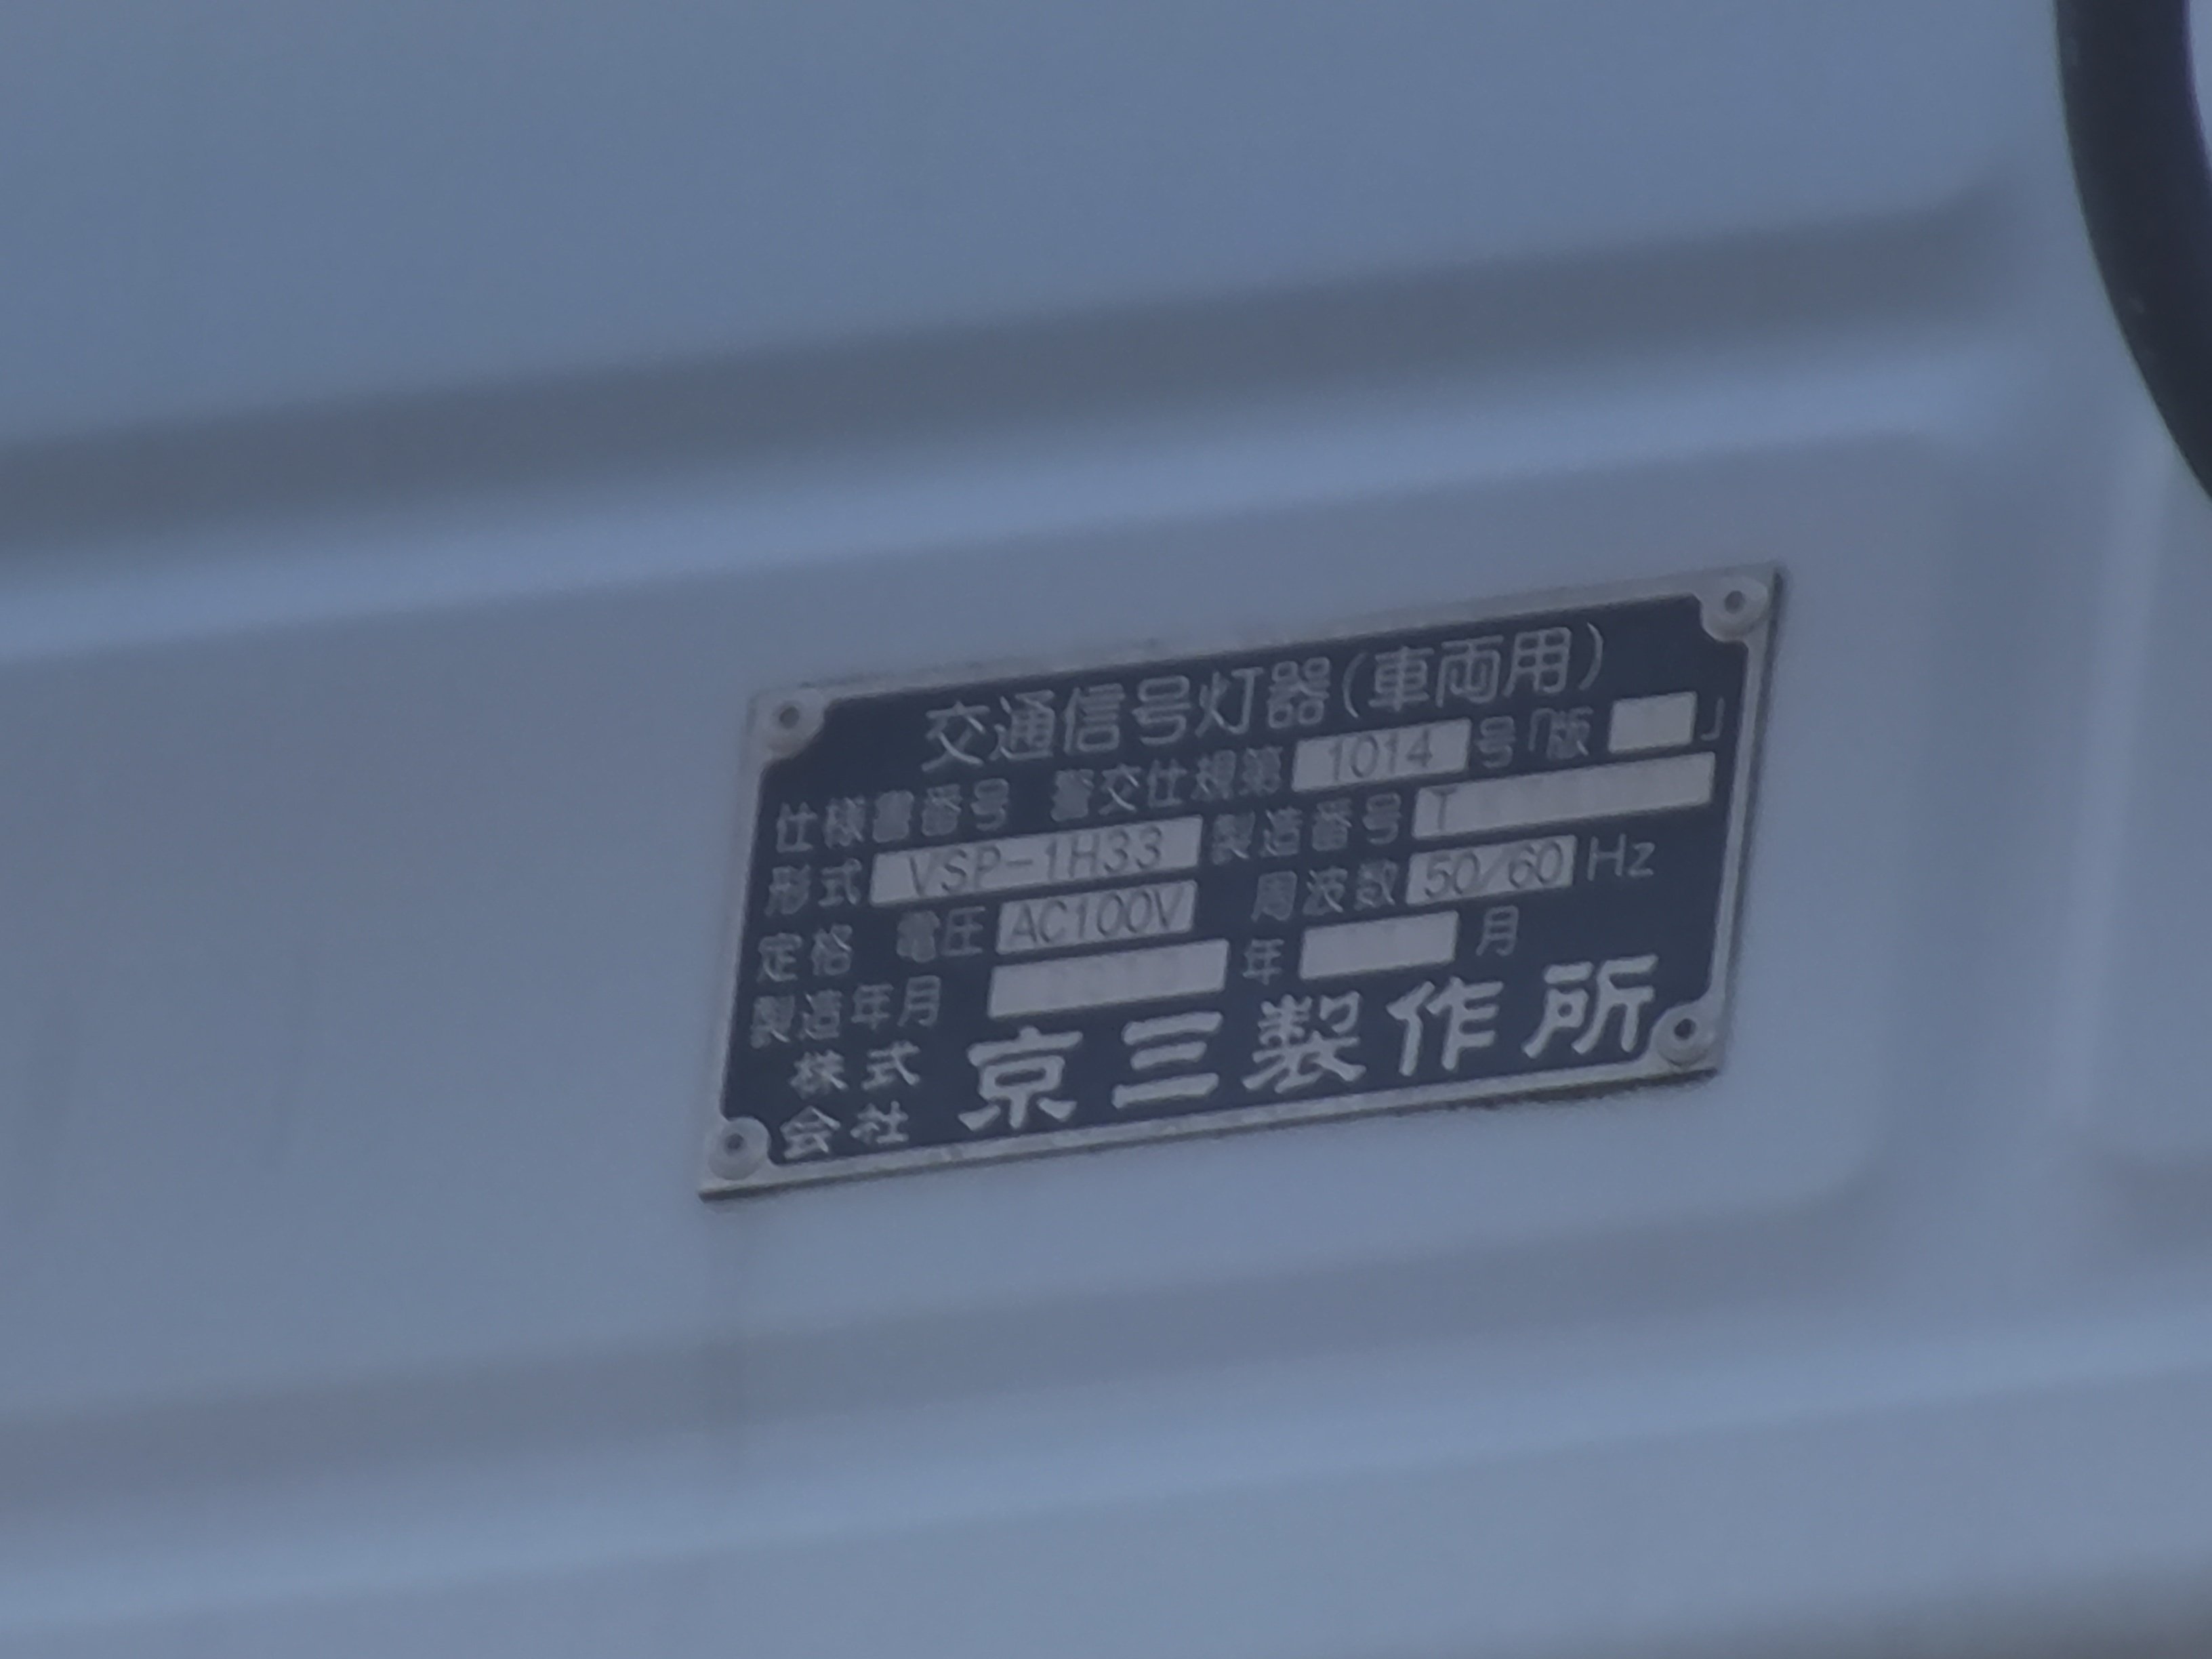 交通信号灯器(車両用)
仕様書番号 警交仕規第 1014 号「版 」
形式 VSP-1H33 製造番号 T
定格 電圧 AC100V 周波数 50/60 Hz
製造年月 年 月
株式会社 京三製作所